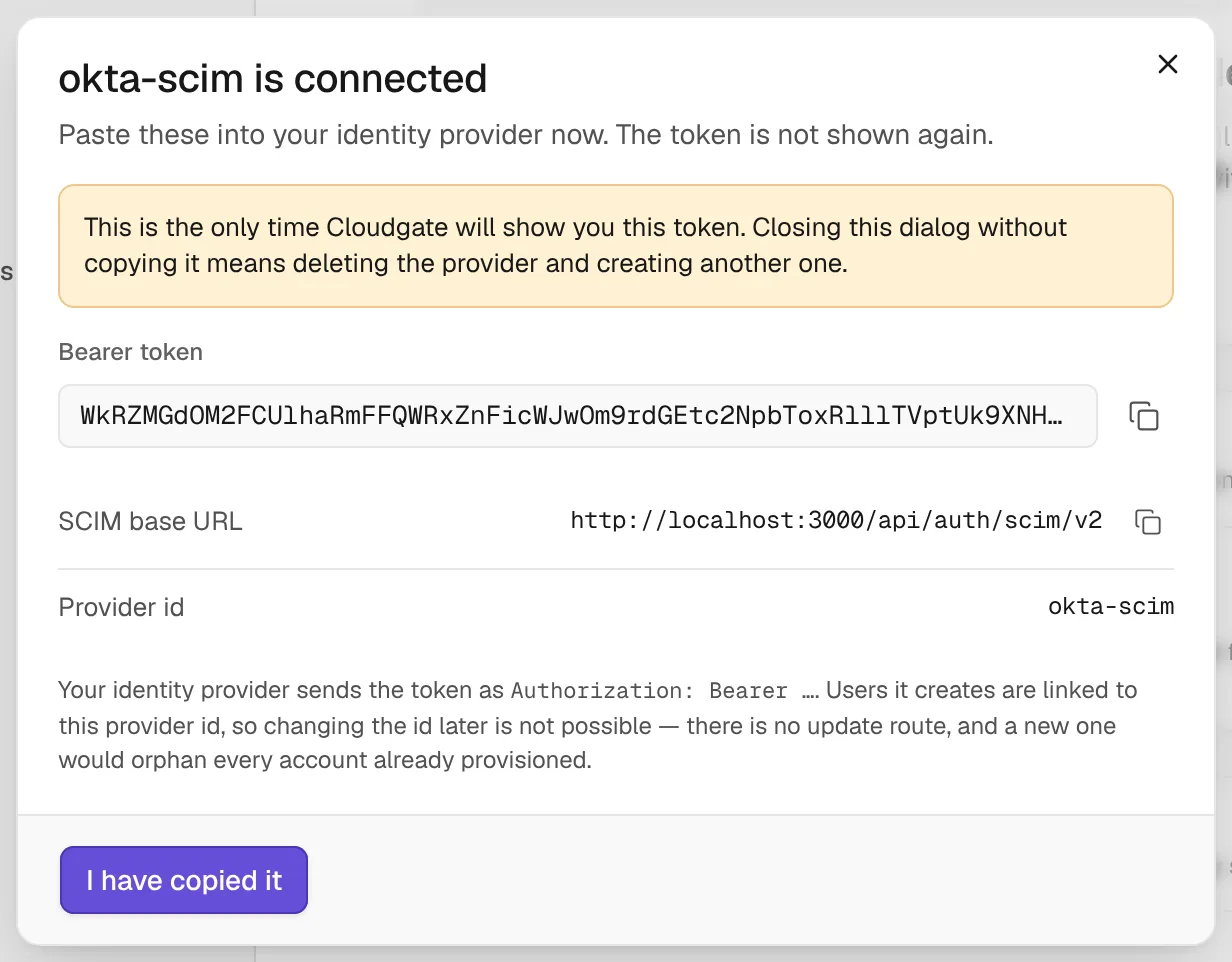 okta-scim is connected
Paste these into your identity provider now. The token is not shown again.
This is the only time Cloudgate will show you this token. Closing this dialog without
copying it means deleting the provider and creating another one.
Bearer token
WkRZMGdOM2FCUlhaRmFFQWRxZnFicWJwOm9rdGEtc2NpbToxRlllTVptUk9XNH…
SCIM base URL
http://localhost:3000/api/auth/scim/v2
Provider id
okta-scim
Your identity provider sends the token as Authorization: Bearer …. Users it creates are linked to
this provider id, so changing the id later is not possible — there is no update route, and a new one
would orphan every account already provisioned.
I have copied it